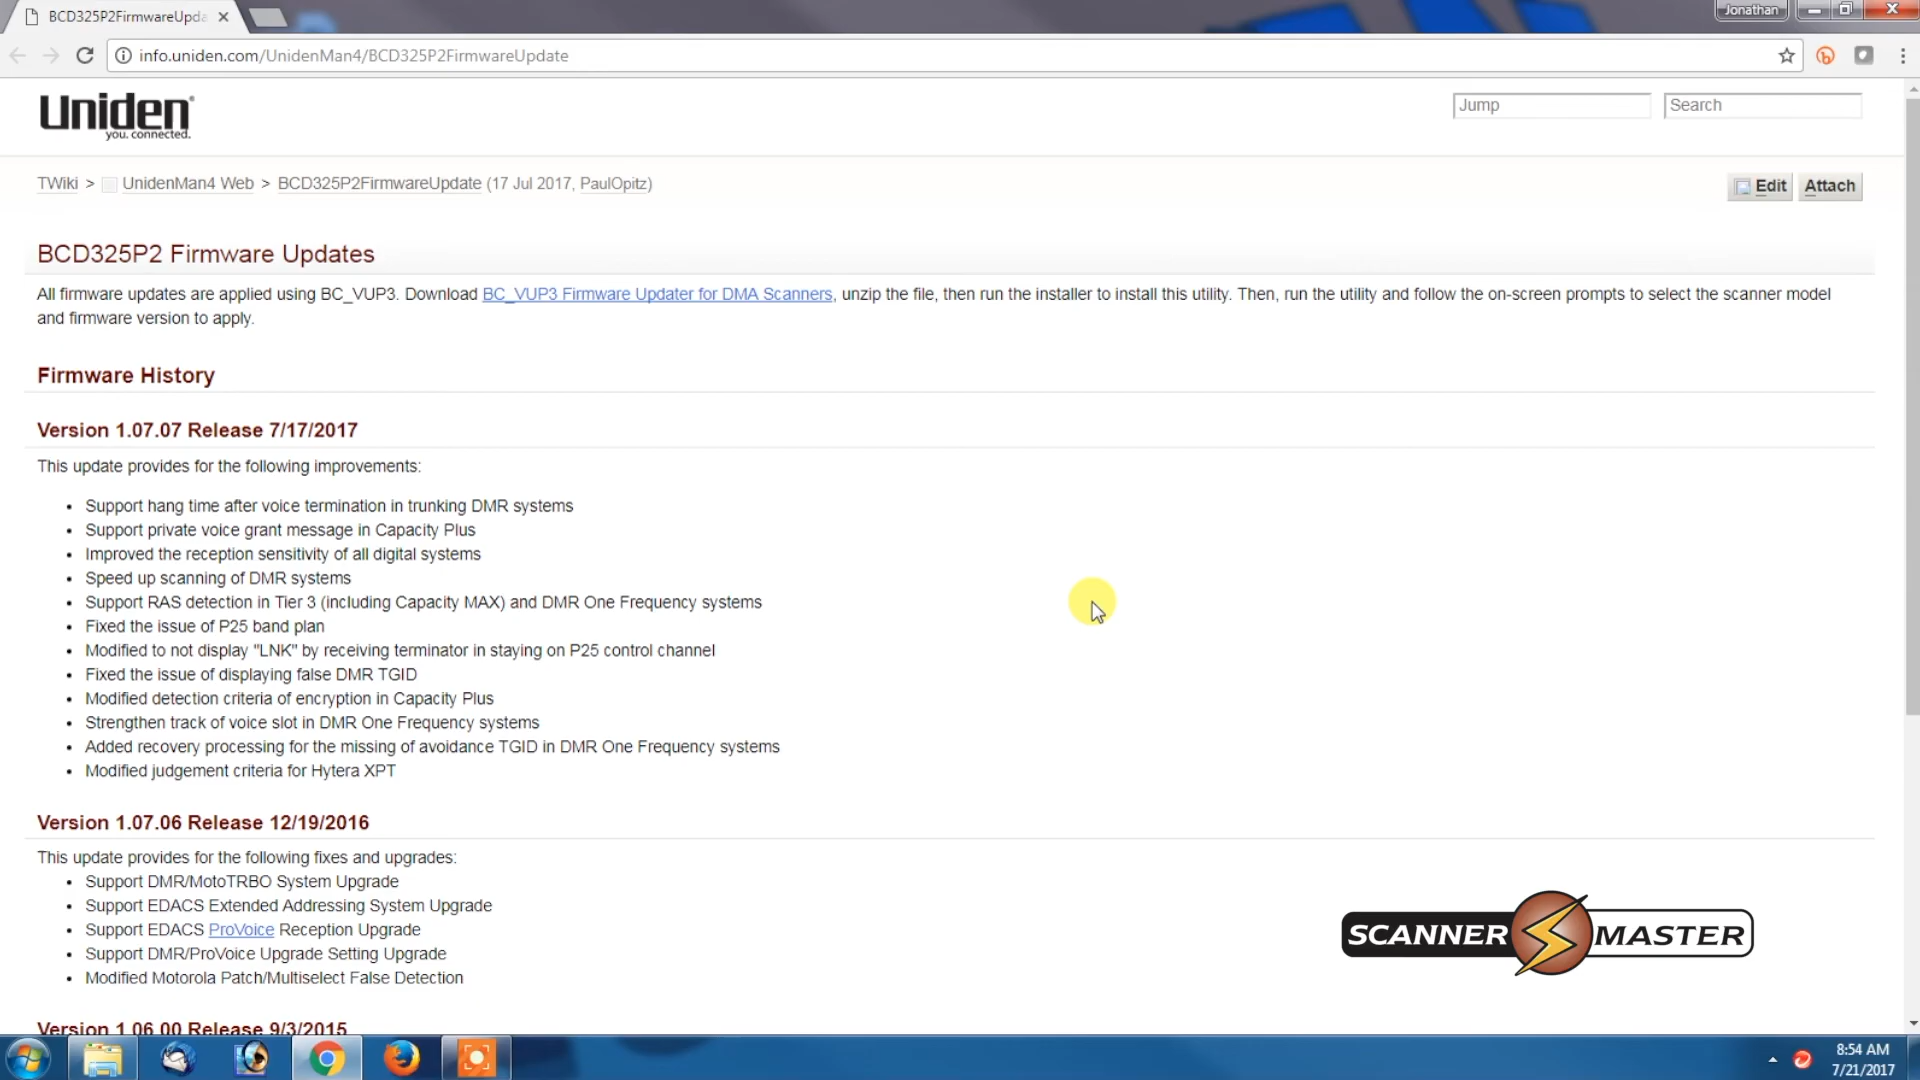 BCD325P2FirmwareUpda
Jonathan
info.uniden.com/UnidenMan4/BCD325P2FirmwareUpdate
Uniden®
you. connected.
Jump
Search
TWiki > UnidenMan4 Web > BCD325P2FirmwareUpdate (17 Jul 2017, PaulOpitz)
Edit
Attach
BCD325P2 Firmware Updates
All firmware updates are applied using BC_VUP3. Download BC_VUP3 Firmware Updater for DMA Scanners, unzip the file, then run the installer to install this utility. Then, run the utility and follow the on-screen prompts to select the scanner model
and firmware version to apply.
Firmware History
Version 1.07.07 Release 7/17/2017
This update provides for the following improvements:
• Support hang time after voice termination in trunking DMR systems
• Support private voice grant message in Capacity Plus
• Improved the reception sensitivity of all digital systems
• Speed up scanning of DMR systems
• Support RAS detection in Tier 3 (including Capacity MAX) and DMR One Frequency systems
• Fixed the issue of P25 band plan
• Modified to not display "LNK" by receiving terminator in staying on P25 control channel
• Fixed the issue of displaying false DMR TGID
• Modified detection criteria of encryption in Capacity Plus
• Strengthen track of voice slot in DMR One Frequency systems
• Added recovery processing for the missing of avoidance TGID in DMR One Frequency systems
• Modified judgement criteria for Hytera XPT
Version 1.07.06 Release 12/19/2016
This update provides for the following fixes and upgrades:
• Support DMR/MotoTRBO System Upgrade
• Support EDACS Extended Addressing System Upgrade
• Support EDACS ProVoice Reception Upgrade
• Support DMR/ProVoice Upgrade Setting Upgrade
• Modified Motorola Patch/Multiselect False Detection
SCANNER MASTER
Version 1.06.00 Release 9/3/2015
8:54 AM
7/21/2017